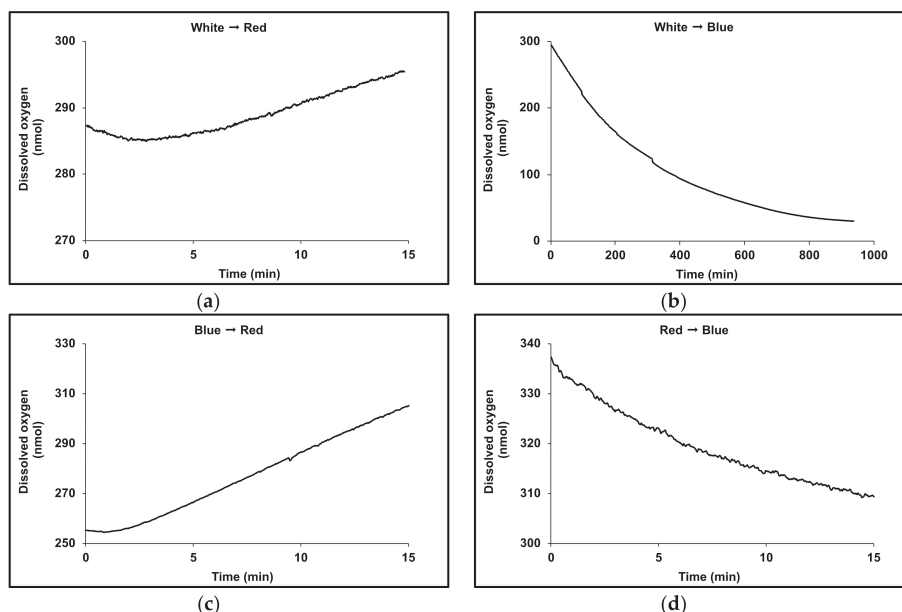 White → Red
Dissolved oxygen
(nmol)
300
290
280
270
0
5
10
15
Time (min)
(a)
White → Blue
Dissolved oxygen
(nmol)
300
200
100
0
0
200
400
600
800
1000
Time (min)
(b)
Blue → Red
Dissolved oxygen
(nmol)
330
310
290
270
250
0
5
10
15
Time (min)
(c)
Red → Blue
Dissolved oxygen
(nmol)
340
330
320
310
300
0
5
10
15
Time (min)
(d)